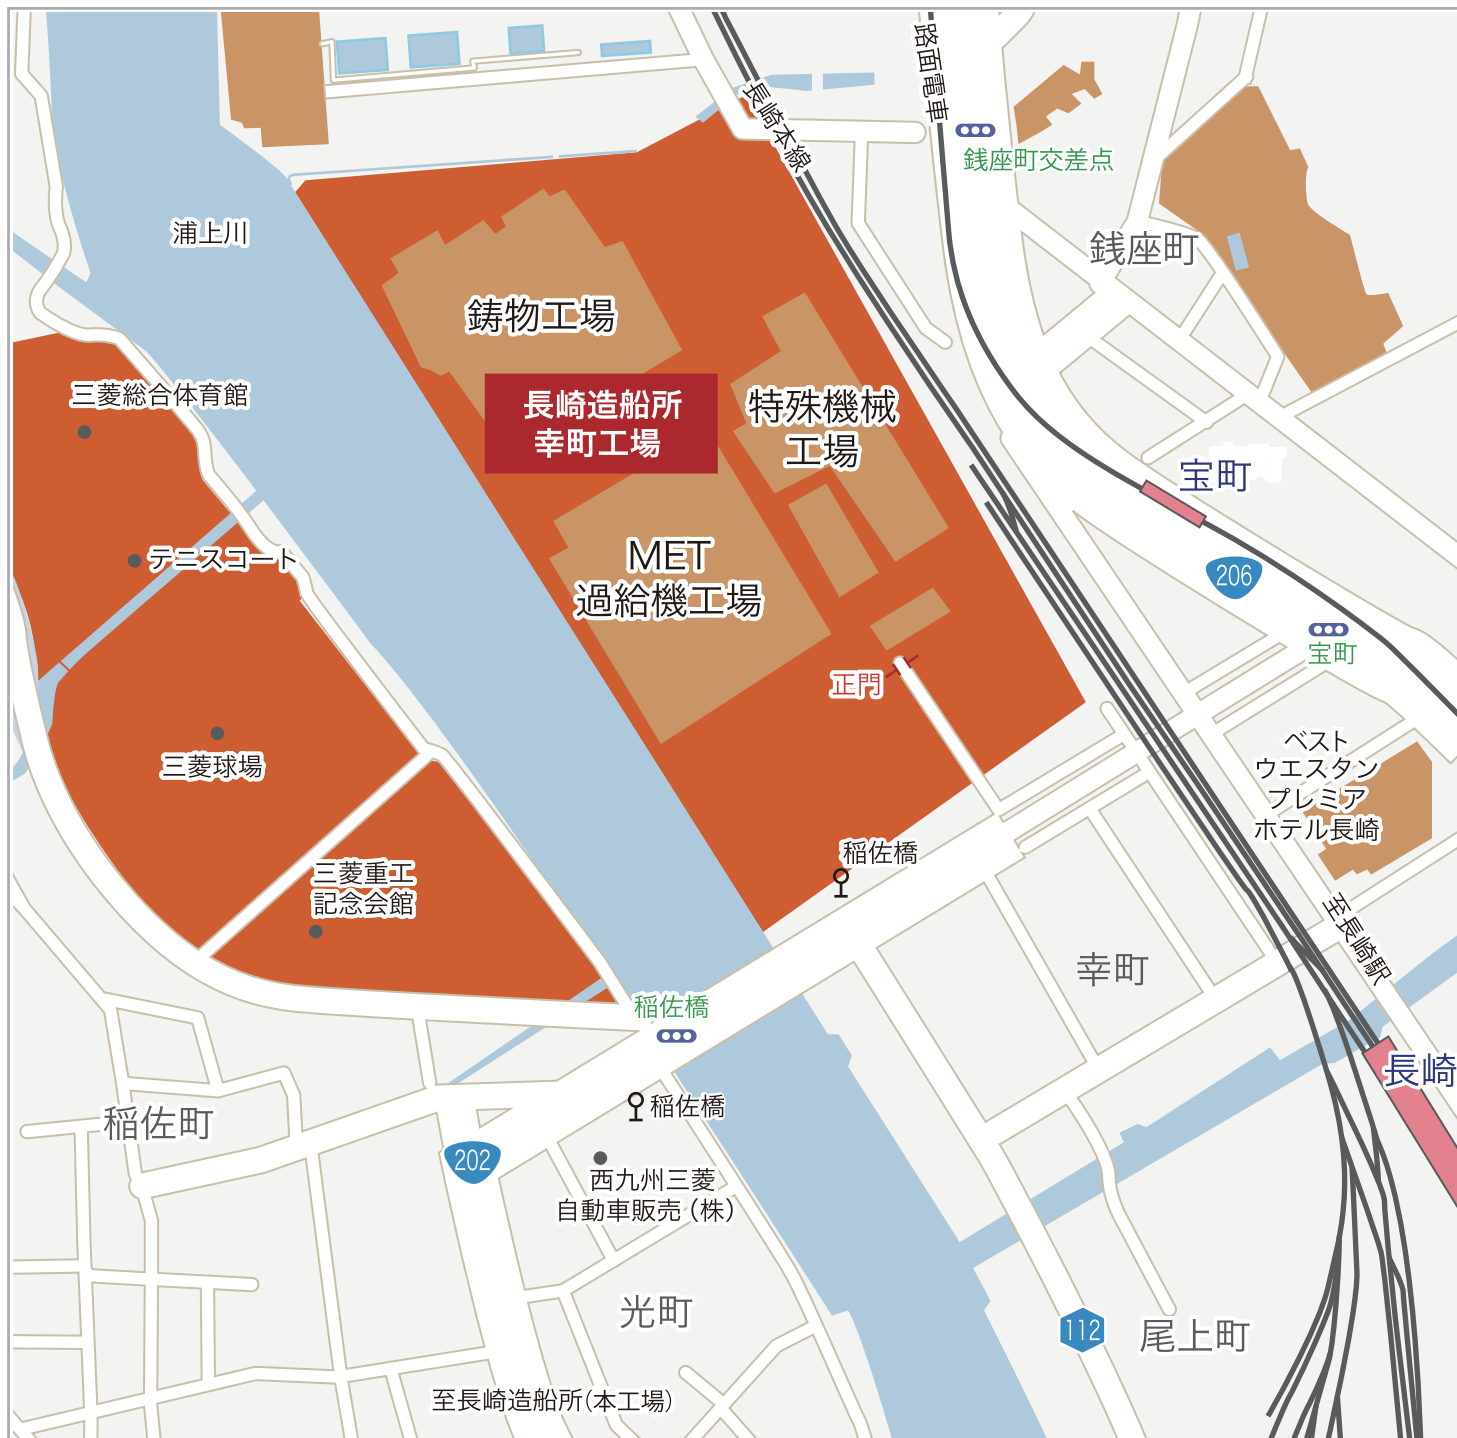 路面電車
長崎本線
銭座町交差点
浦上川
銭座町
鋳物工場
三菱総合体育館
長崎造船所
幸町工場
特殊機械
工場
宝町
テニスコート
MET
過給機工場
206
宝町
正門
三菱球場
ベスト
ウエスタン
プレミア
ホテル長崎
稲佐橋
三菱重工
記念会館
至長崎駅
幸町
稲佐橋
長崎
稲佐橋
稲佐町
202
西九州三菱
自動車販売(株)
光町
112
尾上町
至長崎造船所(本工場)